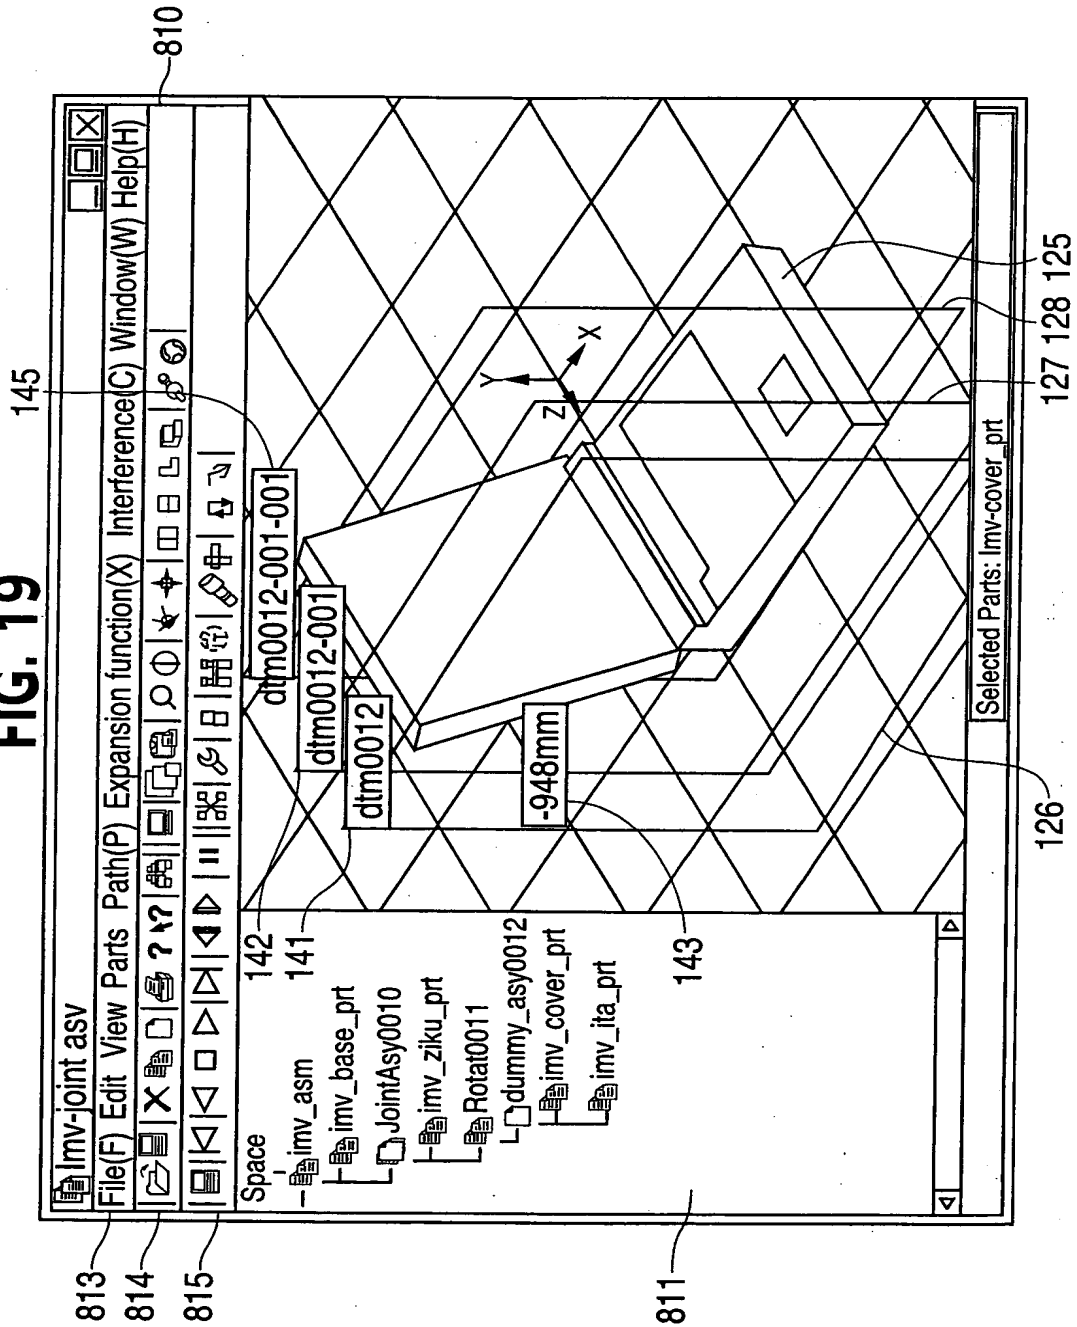 FIG. 19
810
145
Imv-joint asv
File(F) Edit View Parts Path(P) Expansion function(X) Interference(C) Window(W) Help(H)
813
814
815
142
141
143
811
Space
imv_asm
imv_base_prt
JointAsy0010
imv_ziku_prt
Rotat0011
dummy_asy0012
imv_cover_prt
imv_ita_prt
dtm0012-001-001
dtm0012-001
dtm0012
-948mm
Y
X
Z
125
128
127
126
Selected Parts: Imv-cover_prt